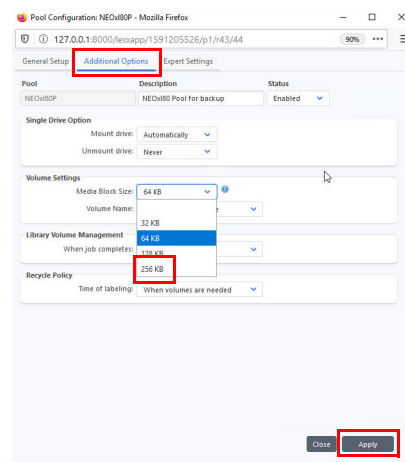 Pool Configuration: NEOxl80P - Mozilla Firefox
127.0.0.1:8000/lexxapp/1591205526/p1/r43/44 90%
General Setup Additional Options Expert Settings
Pool Description Status
NEOxl80P NEOxl80 Pool for backup Enabled
Single Drive Option
Mount drive: Automatically
Unmount drive: Never
Volume Settings
Media Block Size: 64 KB
Volume Name:
32 KB
64 KB
Library Volume Management
128 KB
When job completes:
256 KB
Recycle Policy
Time of labeling: When volumes are needed
Close Apply